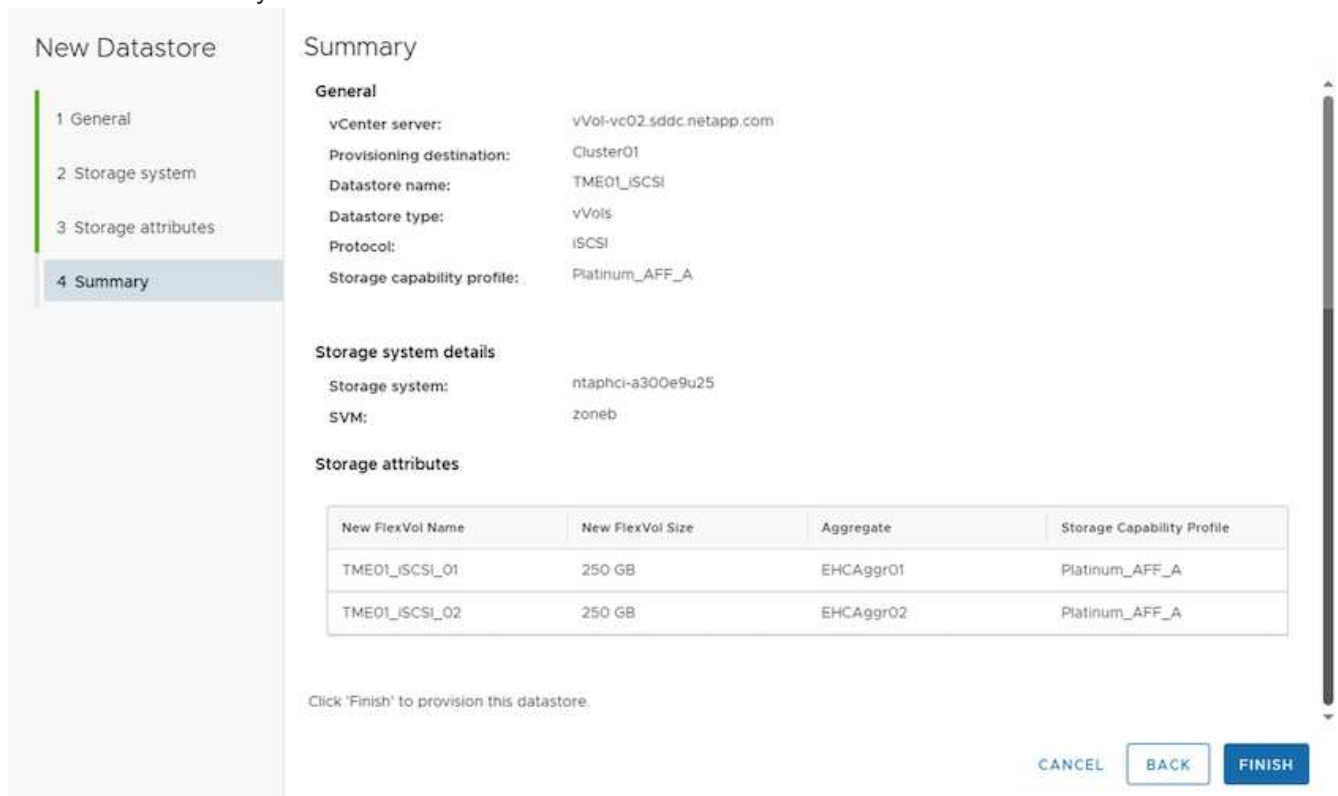 New Datastore
1 General
2 Storage system
3 Storage attributes
4 Summary
Summary
General
vCenter server: vVol-vc02.sddc.netapp.com
Provisioning destination: Cluster01
Datastore name: TME01_iSCSI
Datastore type: vVols
Protocol: iSCSI
Storage capability profile: Platinum_AFF_A
Storage system details
Storage system: ntaphci-a300e9u25
SVM: zoneb
Storage attributes
New FlexVol Name New FlexVol Size Aggregate Storage Capability Profile
TME01_iSCSI_01 250 GB EHCAggr01 Platinum_AFF_A
TME01_iSCSI_02 250 GB EHCAggr02 Platinum_AFF_A
Click 'Finish' to provision this datastore.
CANCEL BACK FINISH